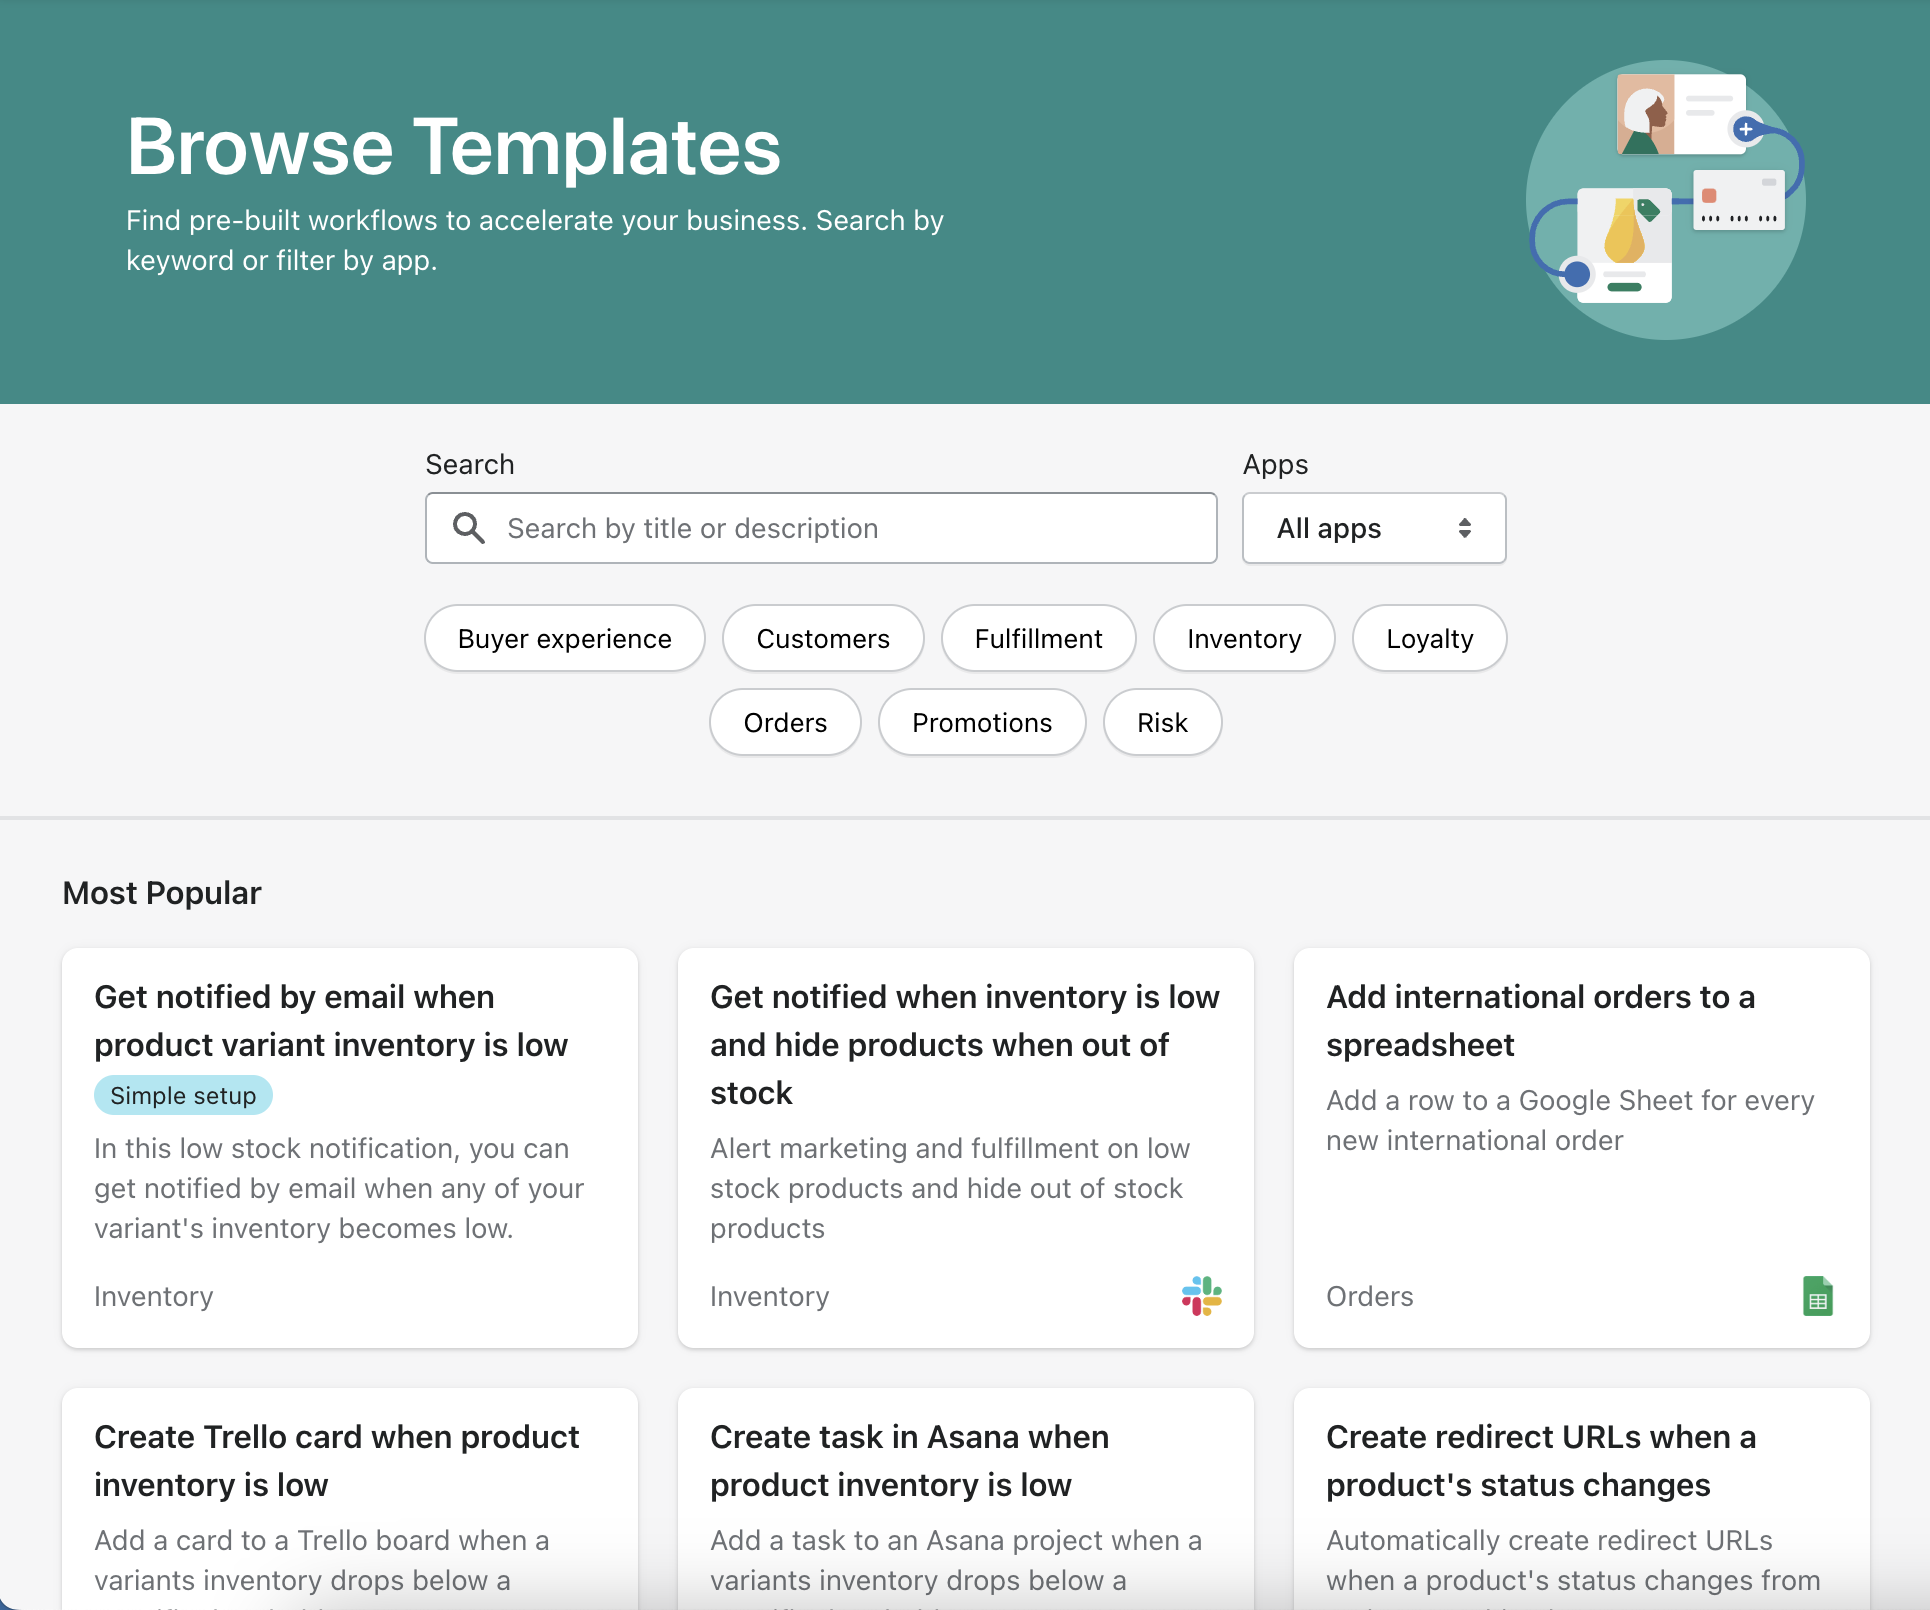 Browse Templates
Find pre-built workflows to accelerate your business. Search by
keyword or filter by app.
Search
Apps
Search by title or description
All apps
Buyer experience
Customers
Fulfillment
Inventory
Loyalty
Orders
Promotions
Risk
Most Popular
Get notified by email when
product variant inventory is low
Simple setup
In this low stock notification, you can
get notified by email when any of your
variant's inventory becomes low.
Inventory
Get notified when inventory is low
and hide products when out of
stock
Alert marketing and fulfillment on low
stock products and hide out of stock
products
Inventory
Add international orders to a
spreadsheet
Add a row to a Google Sheet for every
new international order
Orders
Create Trello card when product
inventory is low
Add a card to a Trello board when a
variants inventory drops below a
Create task in Asana when
product inventory is low
Add a task to an Asana project when a
variants inventory drops below a
Create redirect URLs when a
product's status changes
Automatically create redirect URLs
when a product's status changes from